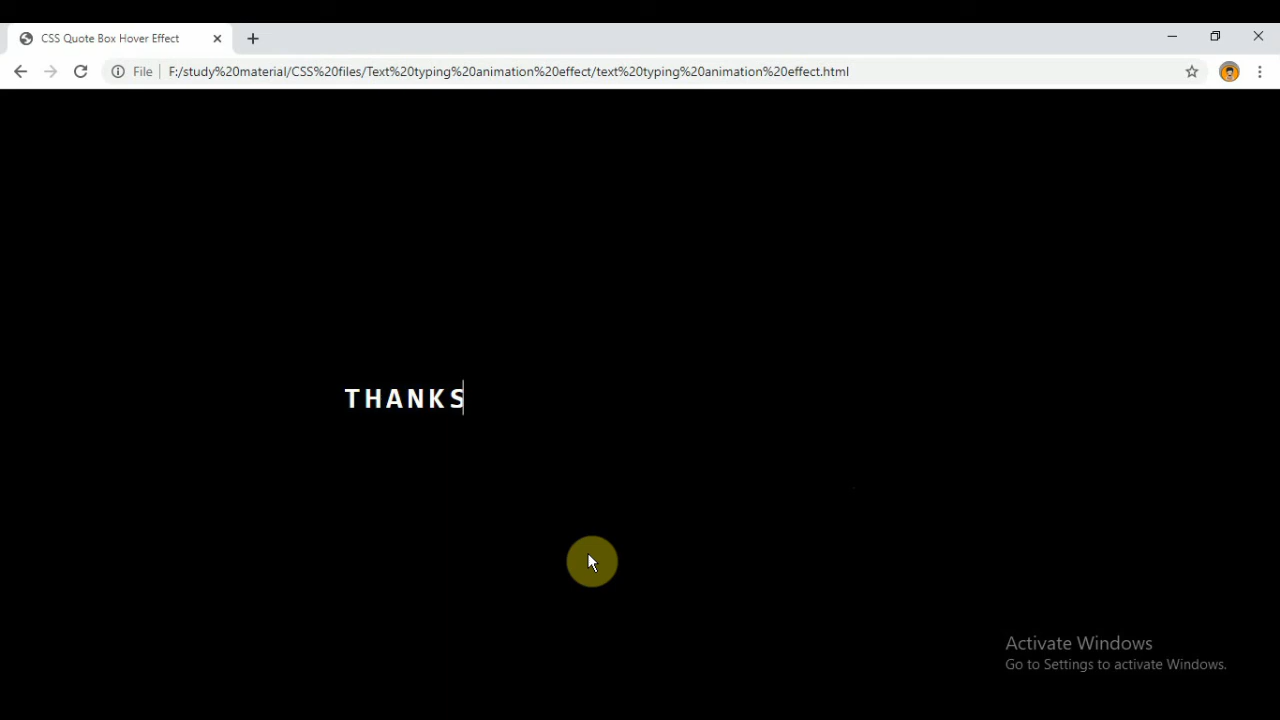 CSS Quote Box Hover Effect
File F:/study%20material/CSS%20files/Text%20typing%20animation%20effect/text%20typing%20animation%20effect.html
THANKS
Activate Windows
Go to Settings to activate Windows.